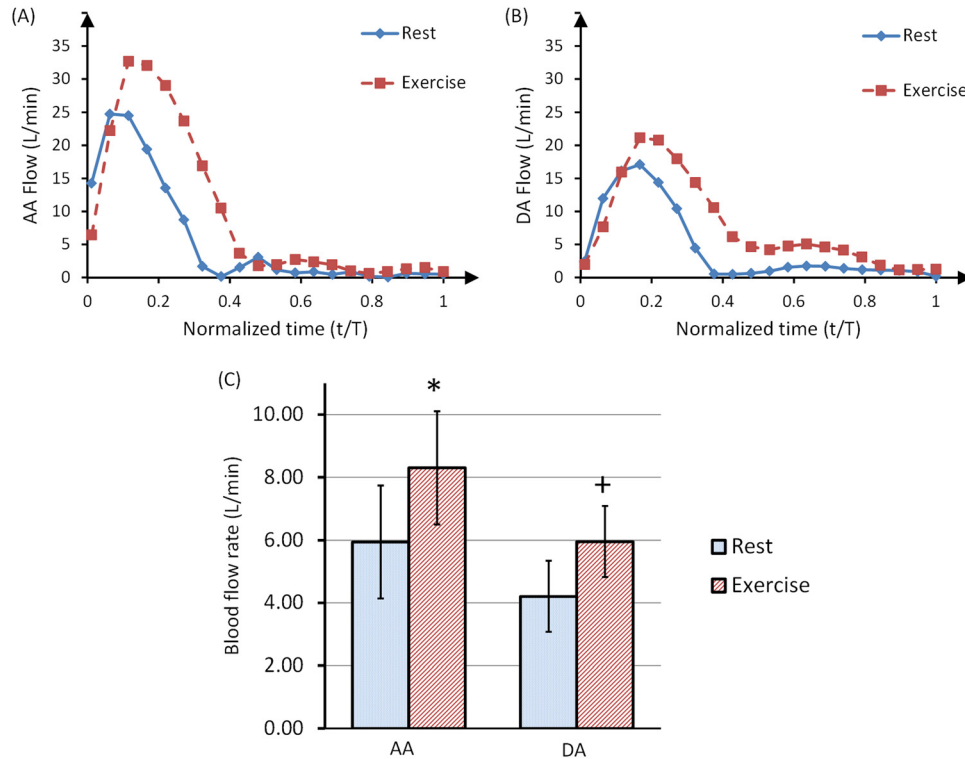 (A)
AA Flow (L/min)
35
30
25
20
15
10
5
0
0 0.2 0.4 0.6 0.8 1
Normalized time (t/T)
Rest
Exercise
(B)
DA Flow (L/min)
35
30
25
20
15
10
5
0
0 0.2 0.4 0.6 0.8 1
Normalized time (t/T)
Rest
Exercise
(C)
Blood flow rate (L/min)
10.00
8.00
6.00
4.00
2.00
0.00
*
+
AA DA
Rest
Exercise